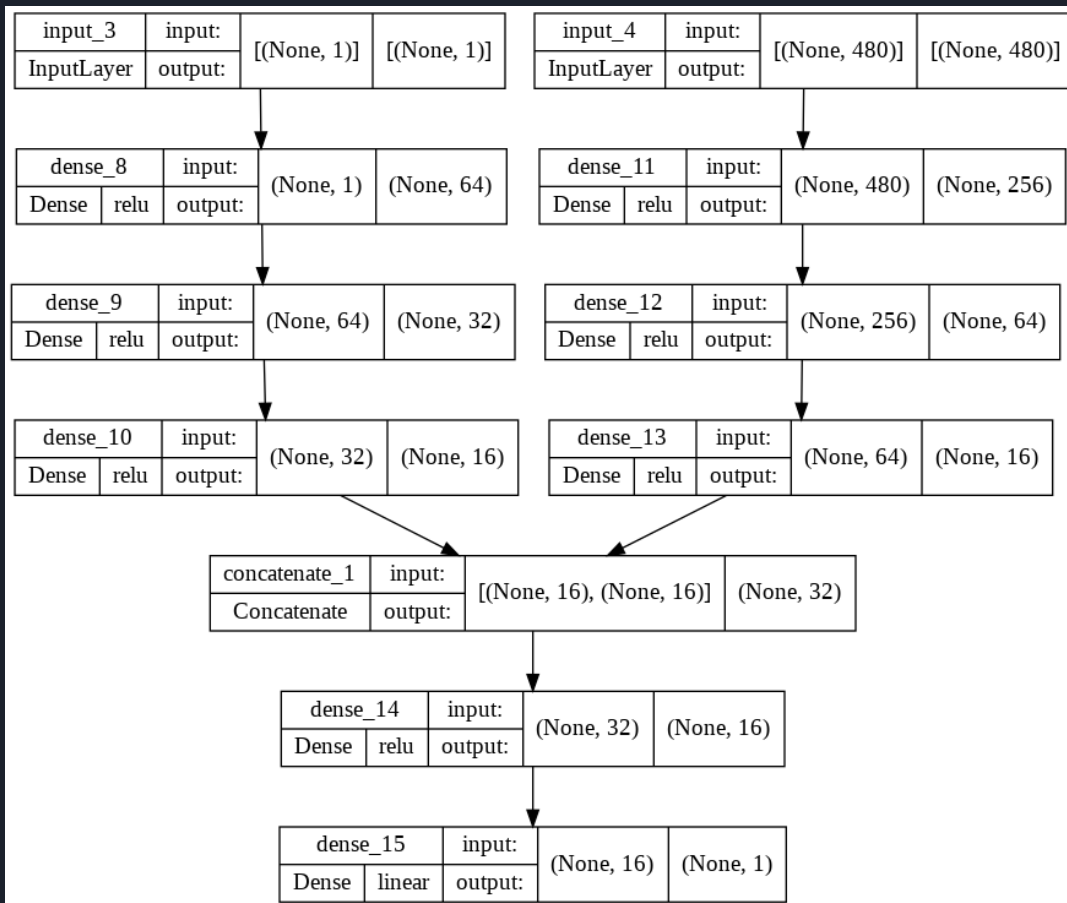 input_3 input: [(None, 1)] [(None, 1)]
InputLayer output:
input_4 input: [(None, 480)] [(None, 480)]
InputLayer output:
dense_8 input: (None, 1) (None, 64)
Dense relu output:
dense_11 input: (None, 480) (None, 256)
Dense relu output:
dense_9 input: (None, 64) (None, 32)
Dense relu output:
dense_12 input: (None, 256) (None, 64)
Dense relu output:
dense_10 input: (None, 32) (None, 16)
Dense relu output:
dense_13 input: (None, 64) (None, 16)
Dense relu output:
concatenate_1 input: [(None, 16), (None, 16)] (None, 32)
Concatenate output:
dense_14 input: (None, 32) (None, 16)
Dense relu output:
dense_15 input: (None, 16) (None, 1)
Dense linear output: